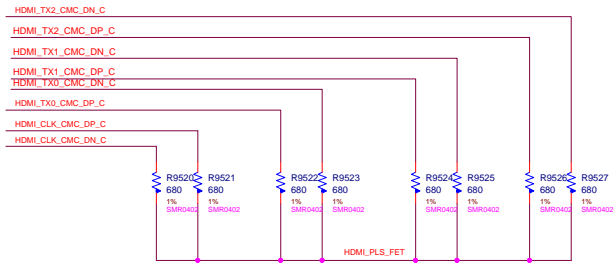 HDMI_TX2_CMC_DN_C
HDMI_TX2_CMC_DP_C
HDMI_TX1_CMC_DN_C
HDMI_TX1_CMC_DP_C
HDMI_TX0_CMC_DN_C
HDMI_TX0_CMC_DP_C
HDMI_CLK_CMC_DP_C
HDMI_CLK_CMC_DN_C
R9520 R9521 R9522 R9523 R9524 R9525 R9526 R9527
680 680 680 680 680 680 680 680
1% 1% 1% 1% 1% 1% 1% 1%
SMR0402 SMR0402 SMR0402 SMR0402 SMR0402 SMR0402 SMR0402 SMR0402
HDMI_PLS_FET